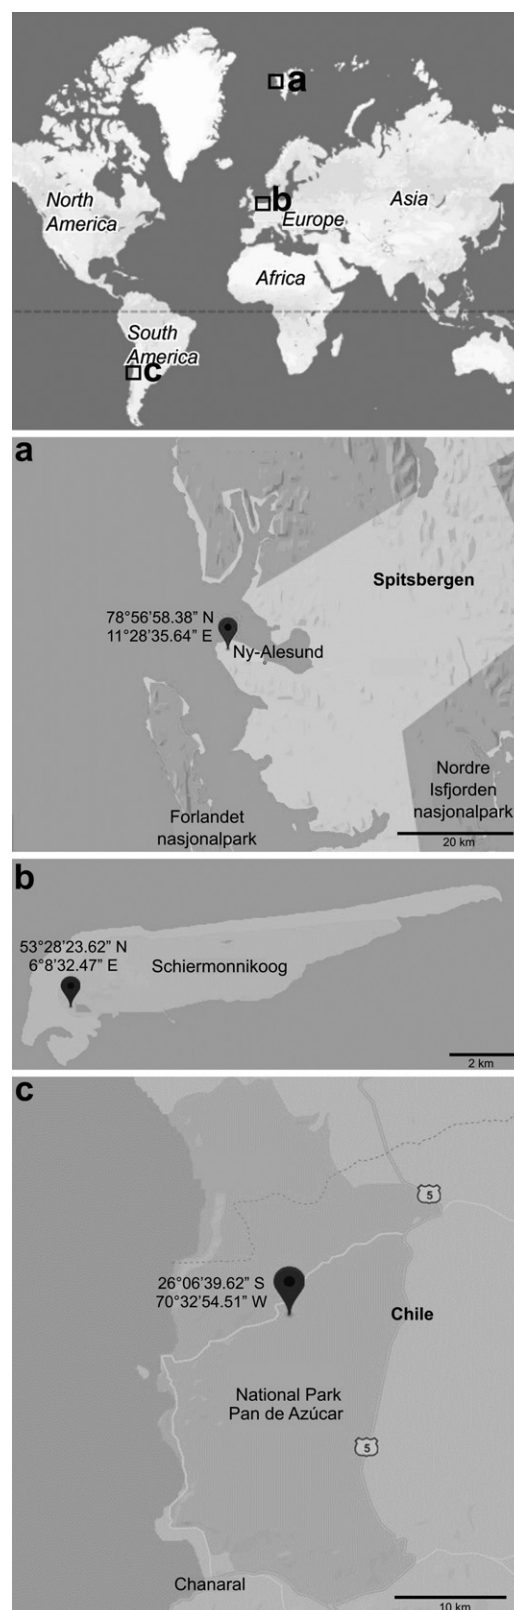 a
b
North
America
Asia
Europe
Africa
South
America
c
a
Spitsbergen
78°56’58.38” N
11°28’35.64” E
Ny-Alesund
Nordre
Isfjorden
nasjonalpark
Forlandet
nasjonalpark
20 km
b
53°28’23.62” N
6°8’32.47” E
Schiermonnikoog
2 km
c
5
26°06’39.62” S
70°32’54.51” W
Chile
National Park
Pan de Azúcar
5
Chanaral
10 km